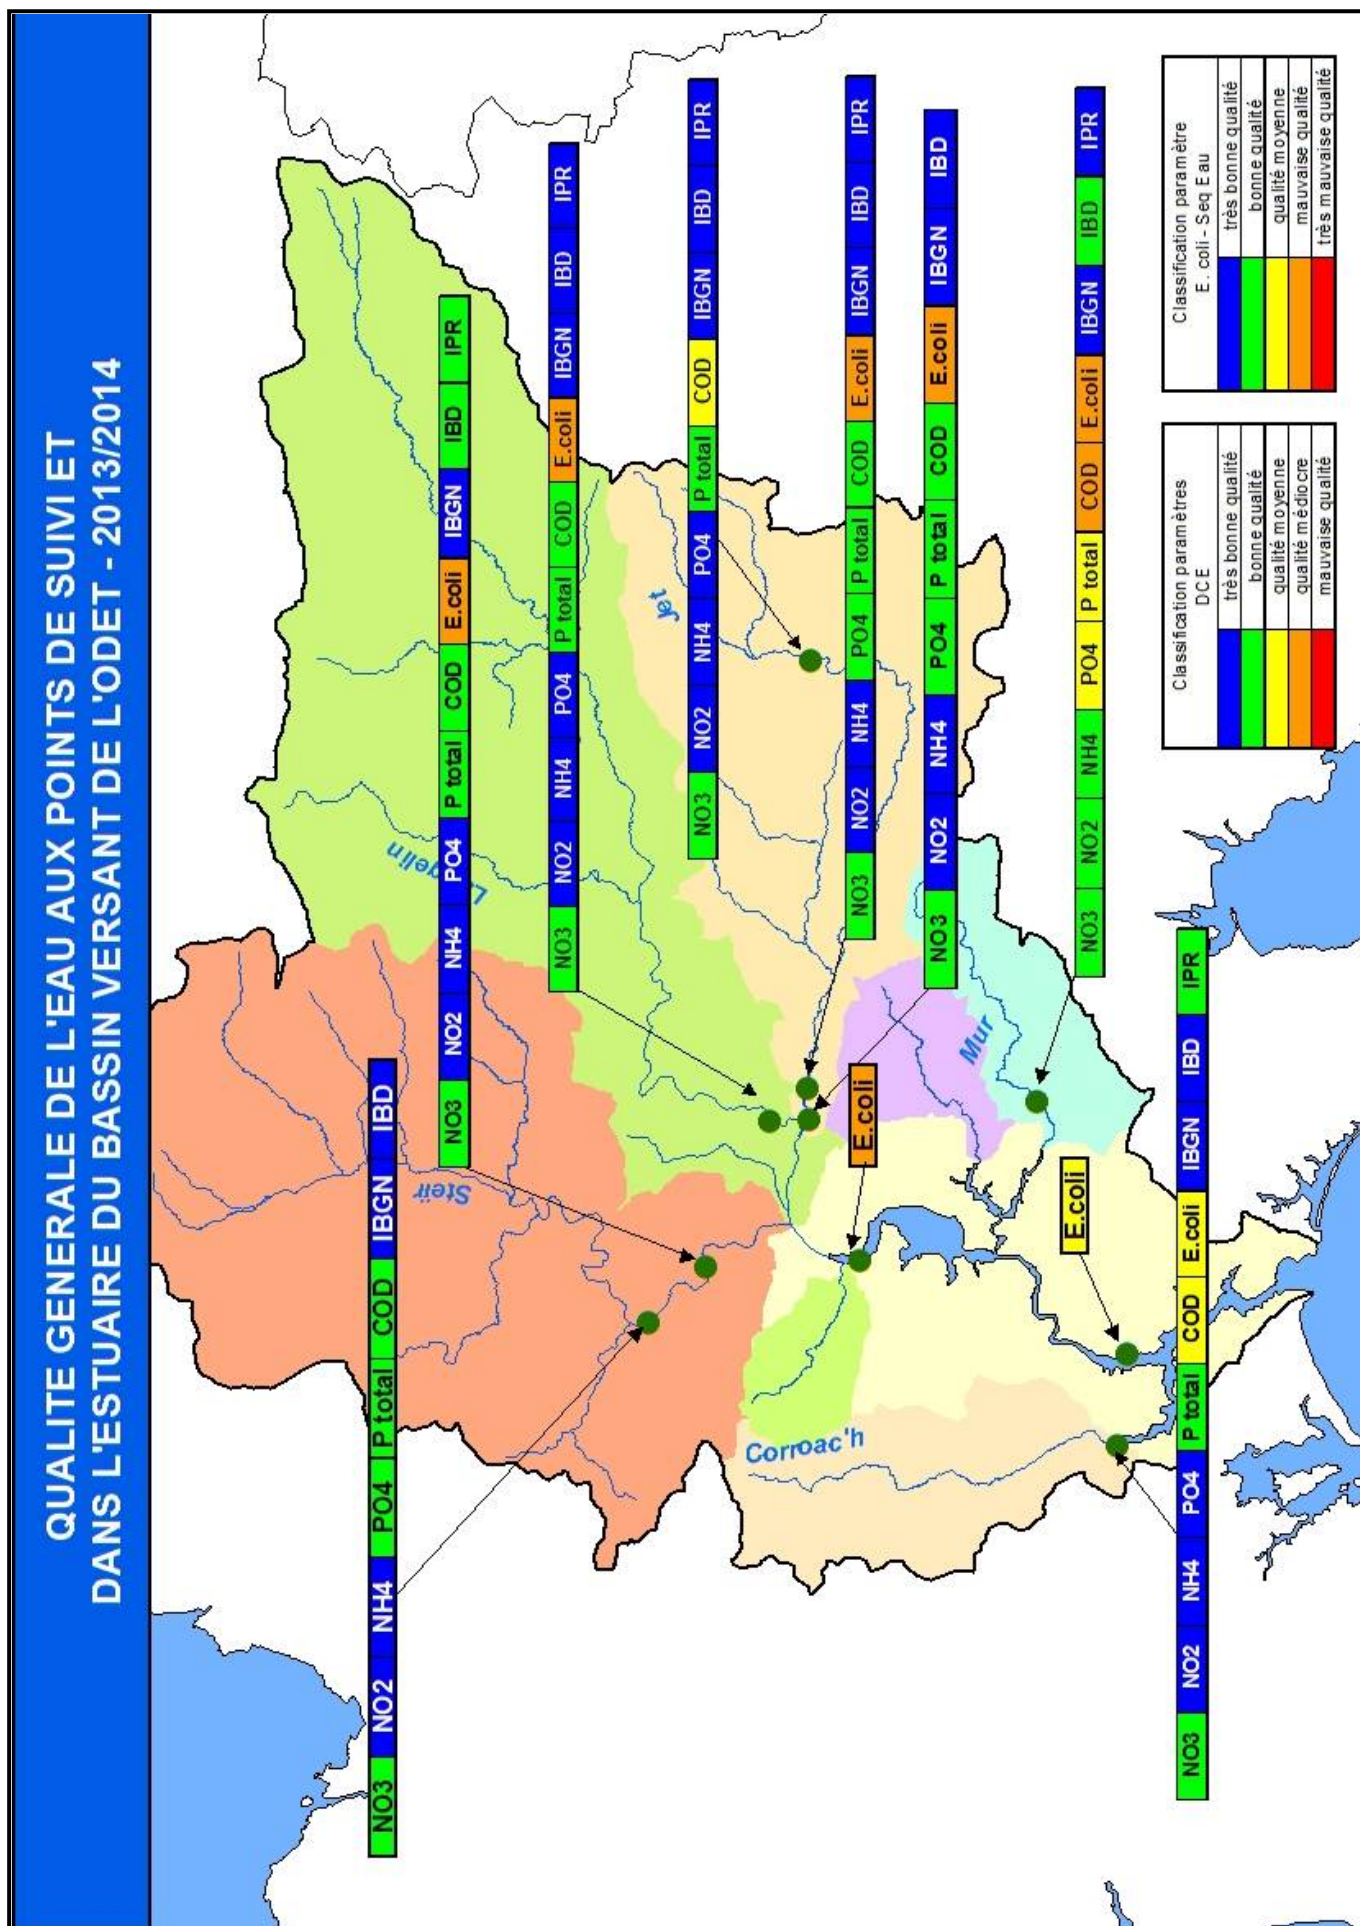 QUALITE GENERALE DE L'EAU AUX POINTS DE SUIVI ET
DANS L'ESTUAIRE DU BASSIN VERSANT DE L'ODET - 2013/2014
NO3 NO2 NH4 PO4 P total COD IBGN IBD
Steïr
NO3 NO2 NH4 PO4 P total COD E.coli IBGN IBD IPR
NO3 NO2 NH4 PO4 P total COD E.coli IBGN IBD IPR
Jet
NO3 NO2 NH4 PO4 P total COD IBGN IBD IPR
Corroac'h
E.coli
NO3 NO2 NH4 PO4 P total COD E.coli IBGN IBD IPR
NO3 NO2 NH4 PO4 P total COD E.coli IBGN IBD
Mur
E.coli
NO3 NO2 NH4 PO4 P total COD E.coli IBGN IBD IPR
NO3 NO2 NH4 PO4 P total COD E.coli IBGN IBD IPR
Classification paramètres
DCE
très bonne qualité
bonne qualité
qualité moyenne
qualité médiocre
mauvaise qualité
Classification paramètre
E. coli - Seq Eau
très bonne qualité
bonne qualité
qualité moyenne
mauvaise qualité
très mauvaise qualité